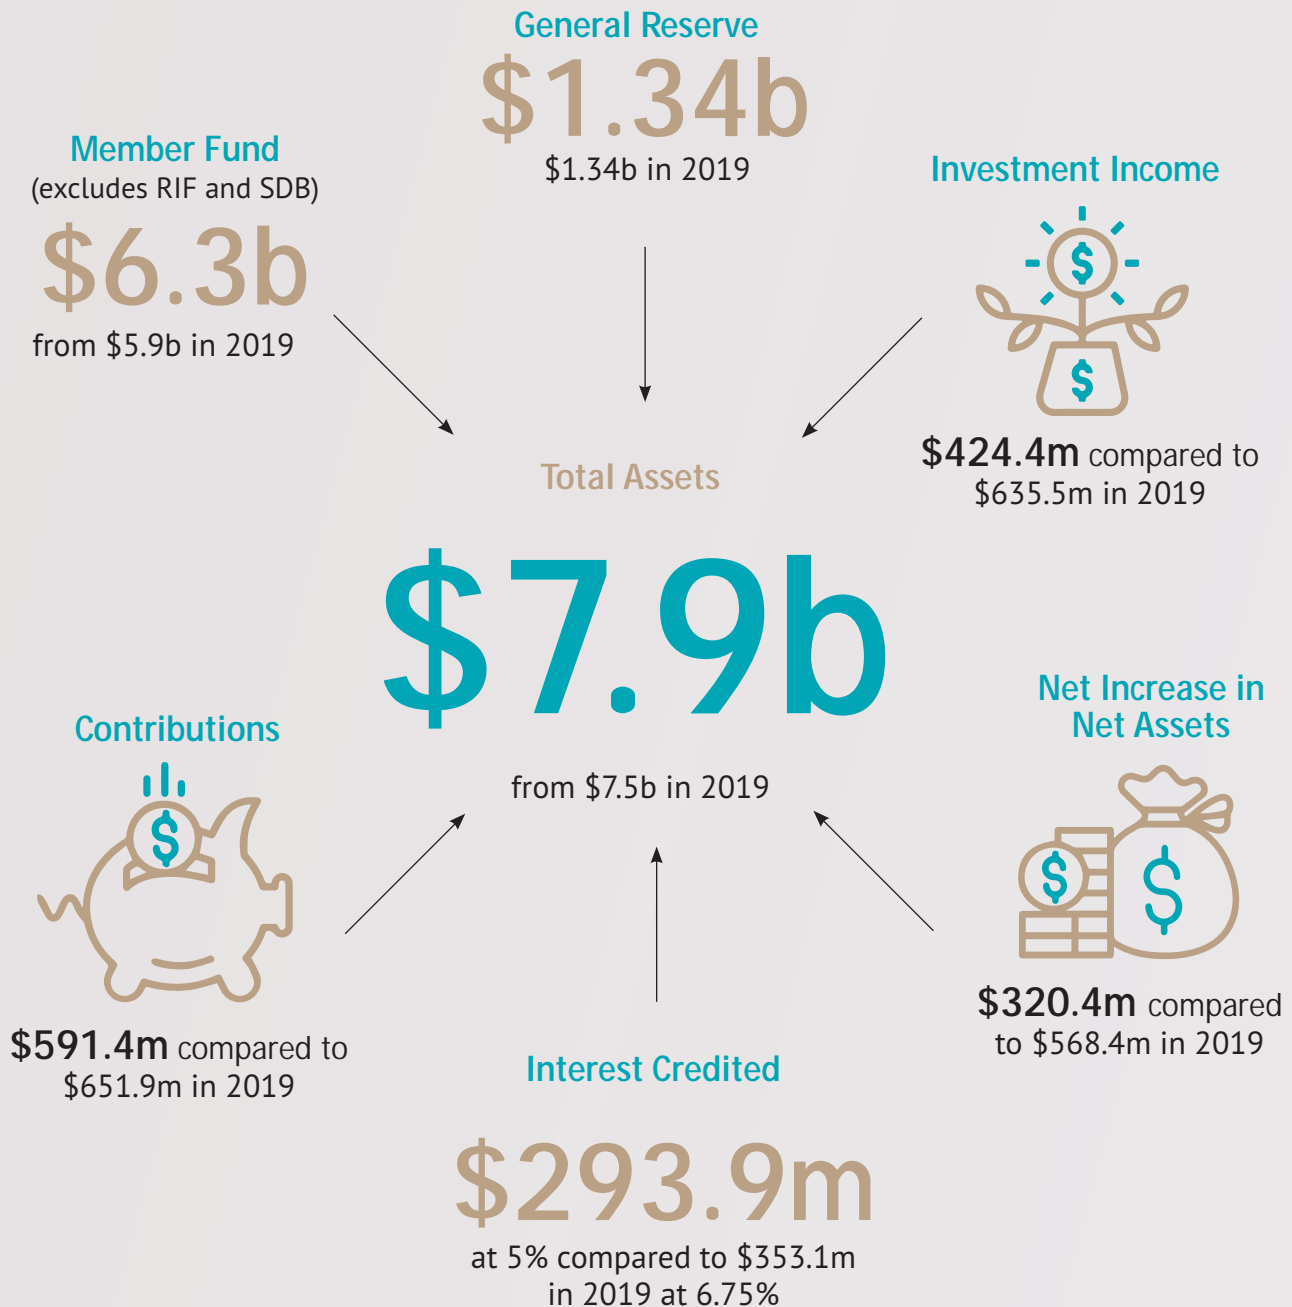 General Reserve
$1.34b
$1.34b in 2019
Member Fund
(excludes RIF and SDB)
$6.3b
from $5.9b in 2019
Investment Income
$
$
$424.4m compared to
$635.5m in 2019
Total Assets
$7.9b
from $7.5b in 2019
Contributions
$
$591.4m compared to
$651.9m in 2019
Net Increase in
Net Assets
$
$
$320.4m compared
to $568.4m in 2019
Interest Credited
$293.9m
at 5% compared to $353.1m
in 2019 at 6.75%